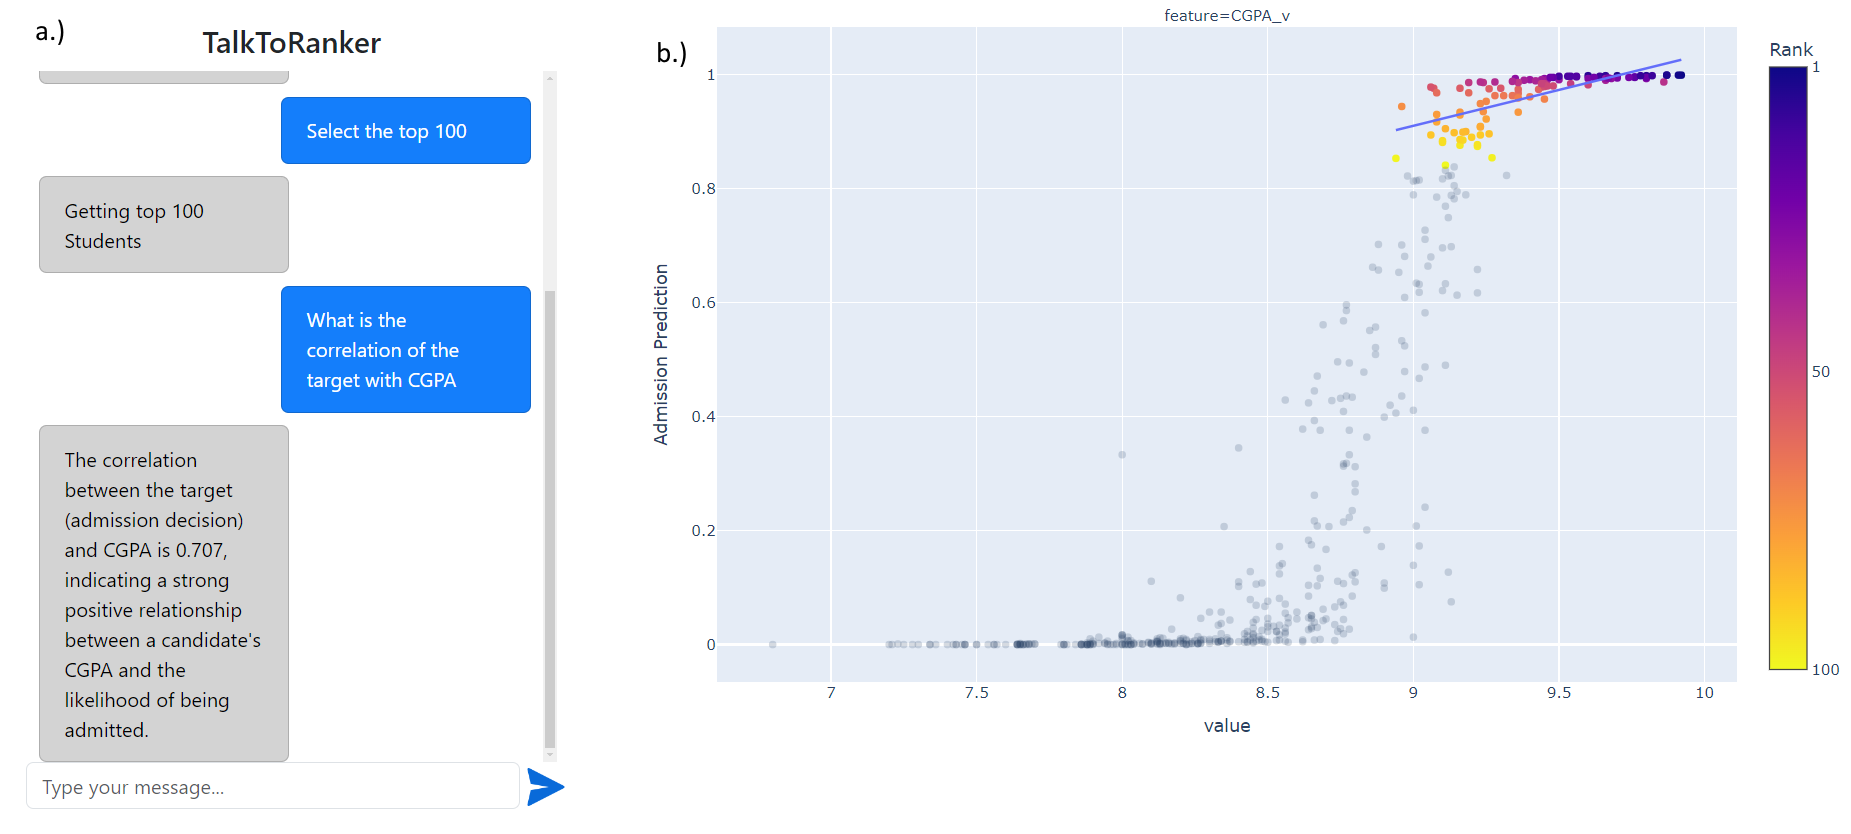 a.)
TalkToRanker
Select the top 100
Getting top 100
Students
What is the
correlation of the
target with CGPA
The correlation
between the target
(admission decision)
and CGPA is 0.707,
indicating a strong
positive relationship
between a candidate's
CGPA and the
likelihood of being
admitted.
Type your message...
b.)
feature=CGPA_v
Admission Prediction
1
0.8
0.6
0.4
0.2
0
7
7.5
8
8.5
9
9.5
10
value
Rank
1
50
100